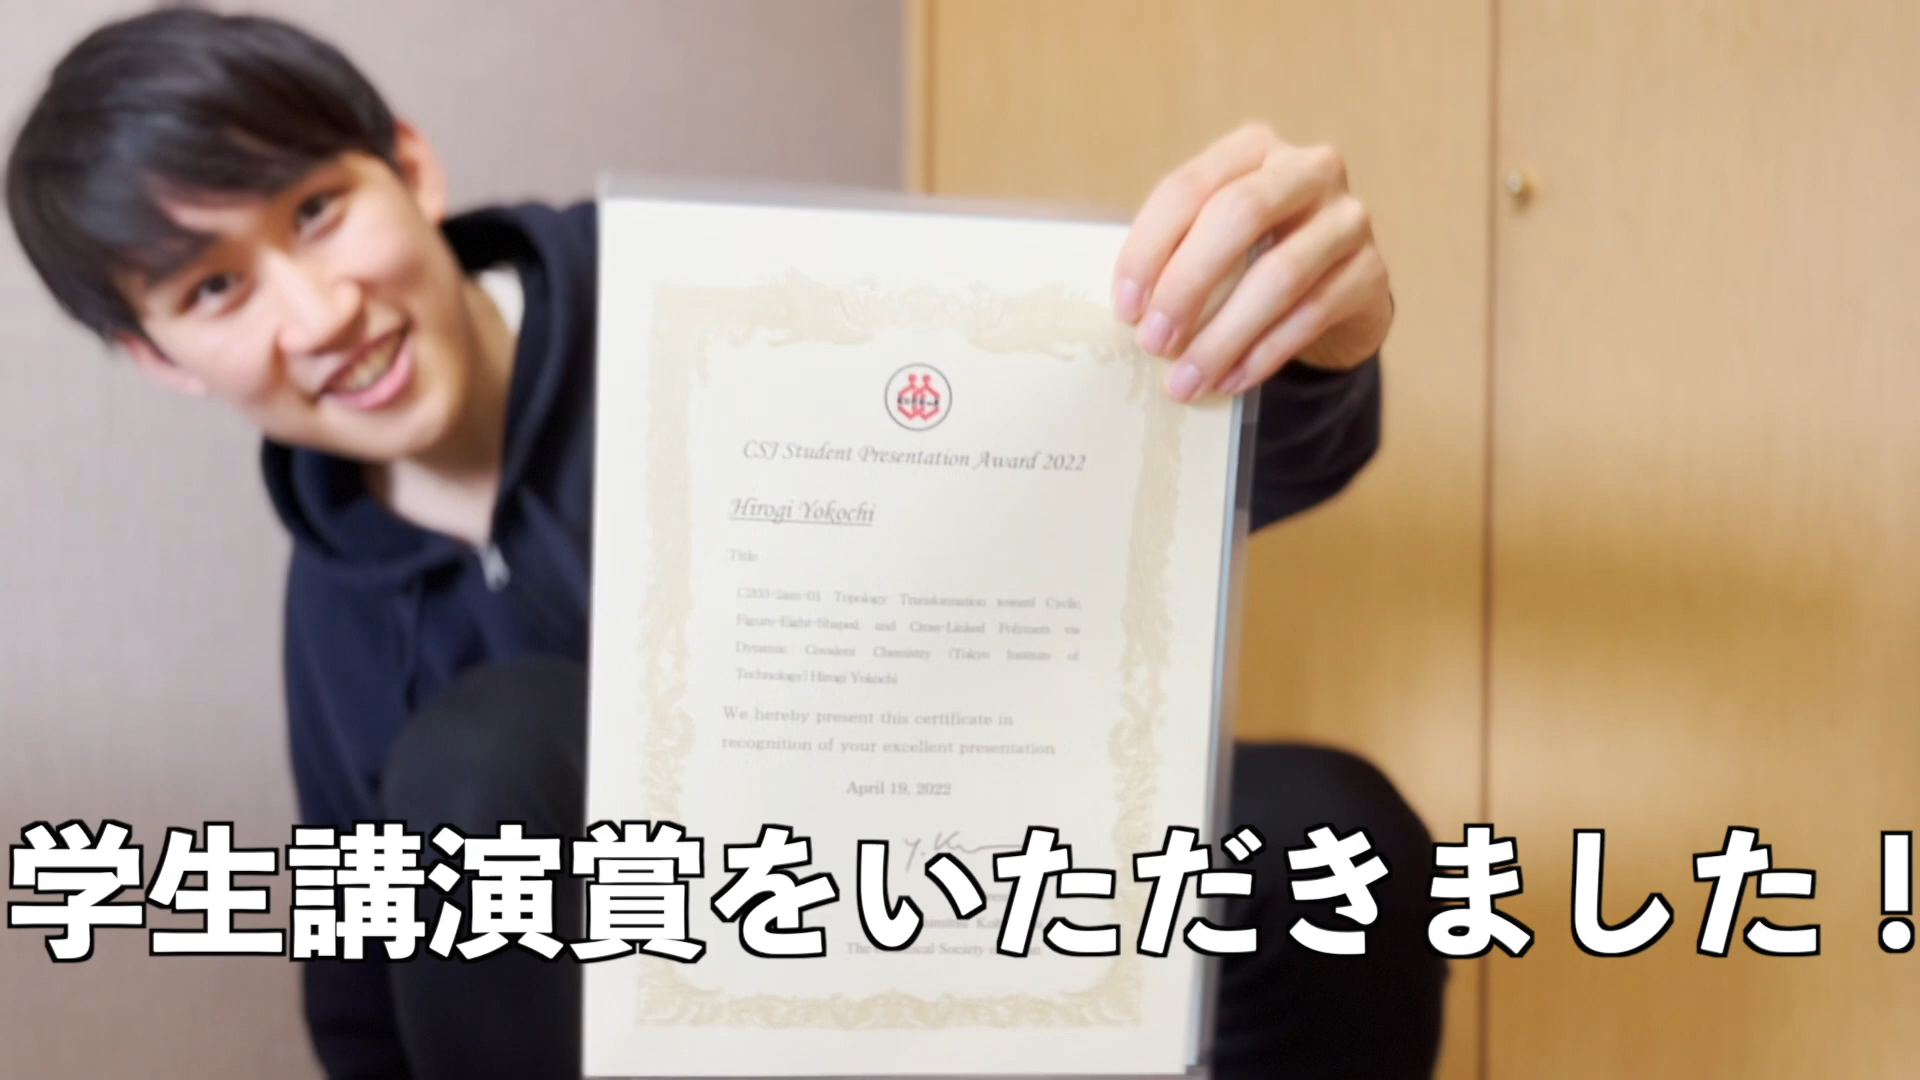 CSJ Student Presentation Award 2022
Hirogi Yokochi
Title
C203-2am-01 Topology Transformation toward Cyclic,
Figure-Eight-Shaped, and Cross-Linked Polymers via
Dynamic Covalent Chemistry (Tokyo Institute of
Technology) Hirogi Yokochi
We hereby present this certificate in
recognition of your excellent presentation
April 19, 2022
学生講演賞をいただきました！
The Society